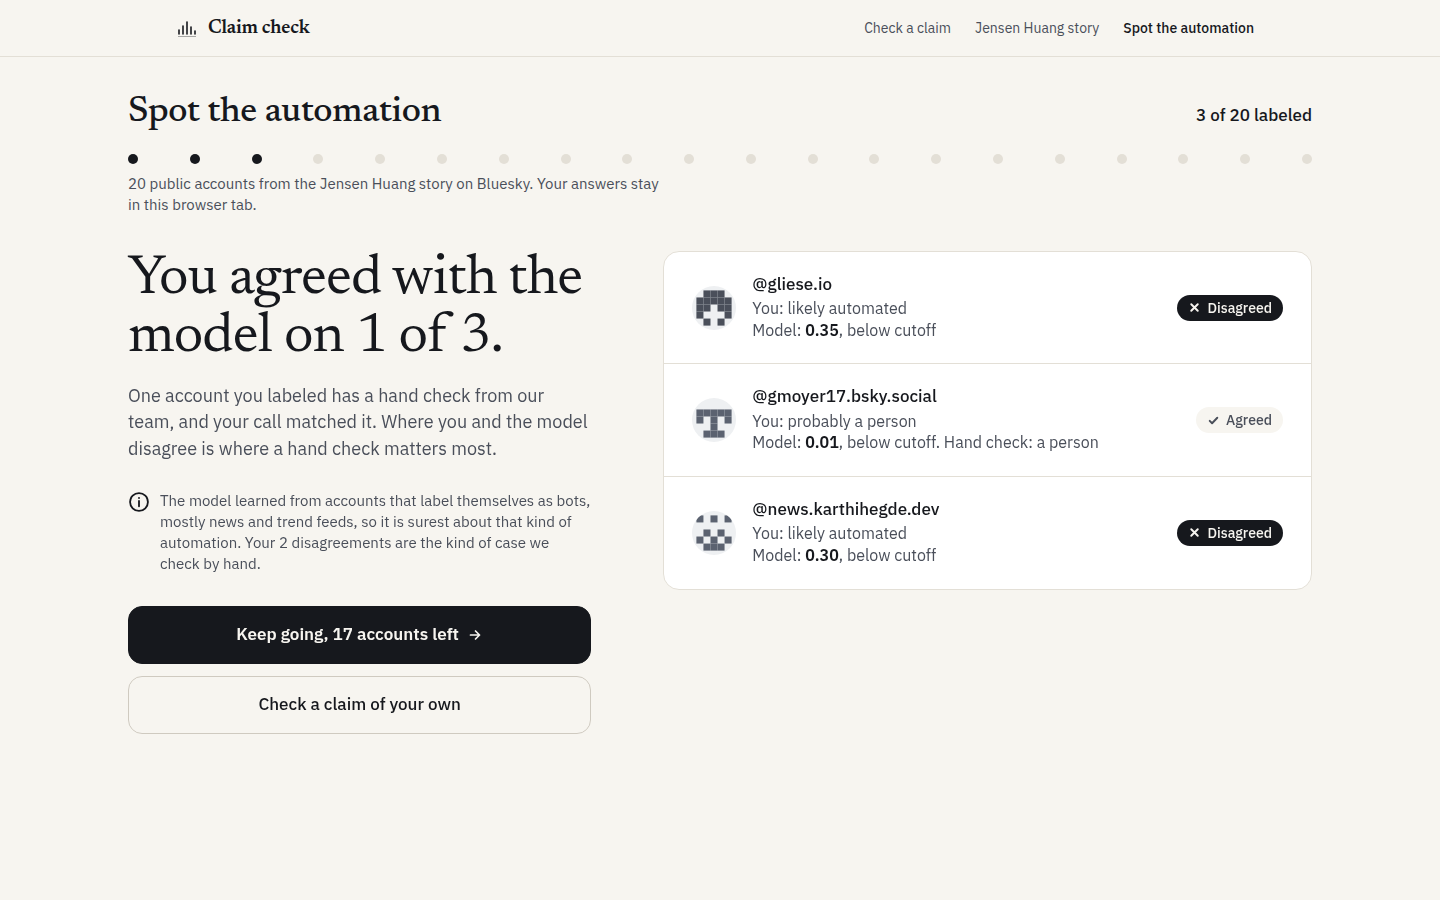 Claim check
Check a claim
Jensen Huang story
Spot the automation
Spot the automation
3 of 20 labeled
20 public accounts from the Jensen Huang story on Bluesky. Your answers stay
in this browser tab.
You agreed with the
model on 1 of 3.
One account you labeled has a hand check from our
team, and your call matched it. Where you and the model
disagree is where a hand check matters most.
The model learned from accounts that label themselves as bots,
mostly news and trend feeds, so it is surest about that kind of
automation. Your 2 disagreements are the kind of case we
check by hand.
Keep going, 17 accounts left →
Check a claim of your own
@gliese.io
You: likely automated
Model: 0.35, below cutoff
Disagreed
@gmoyer17.bsky.social
You: probably a person
Model: 0.01, below cutoff. Hand check: a person
Agreed
@news.karthihegde.dev
You: likely automated
Model: 0.30, below cutoff
Disagreed